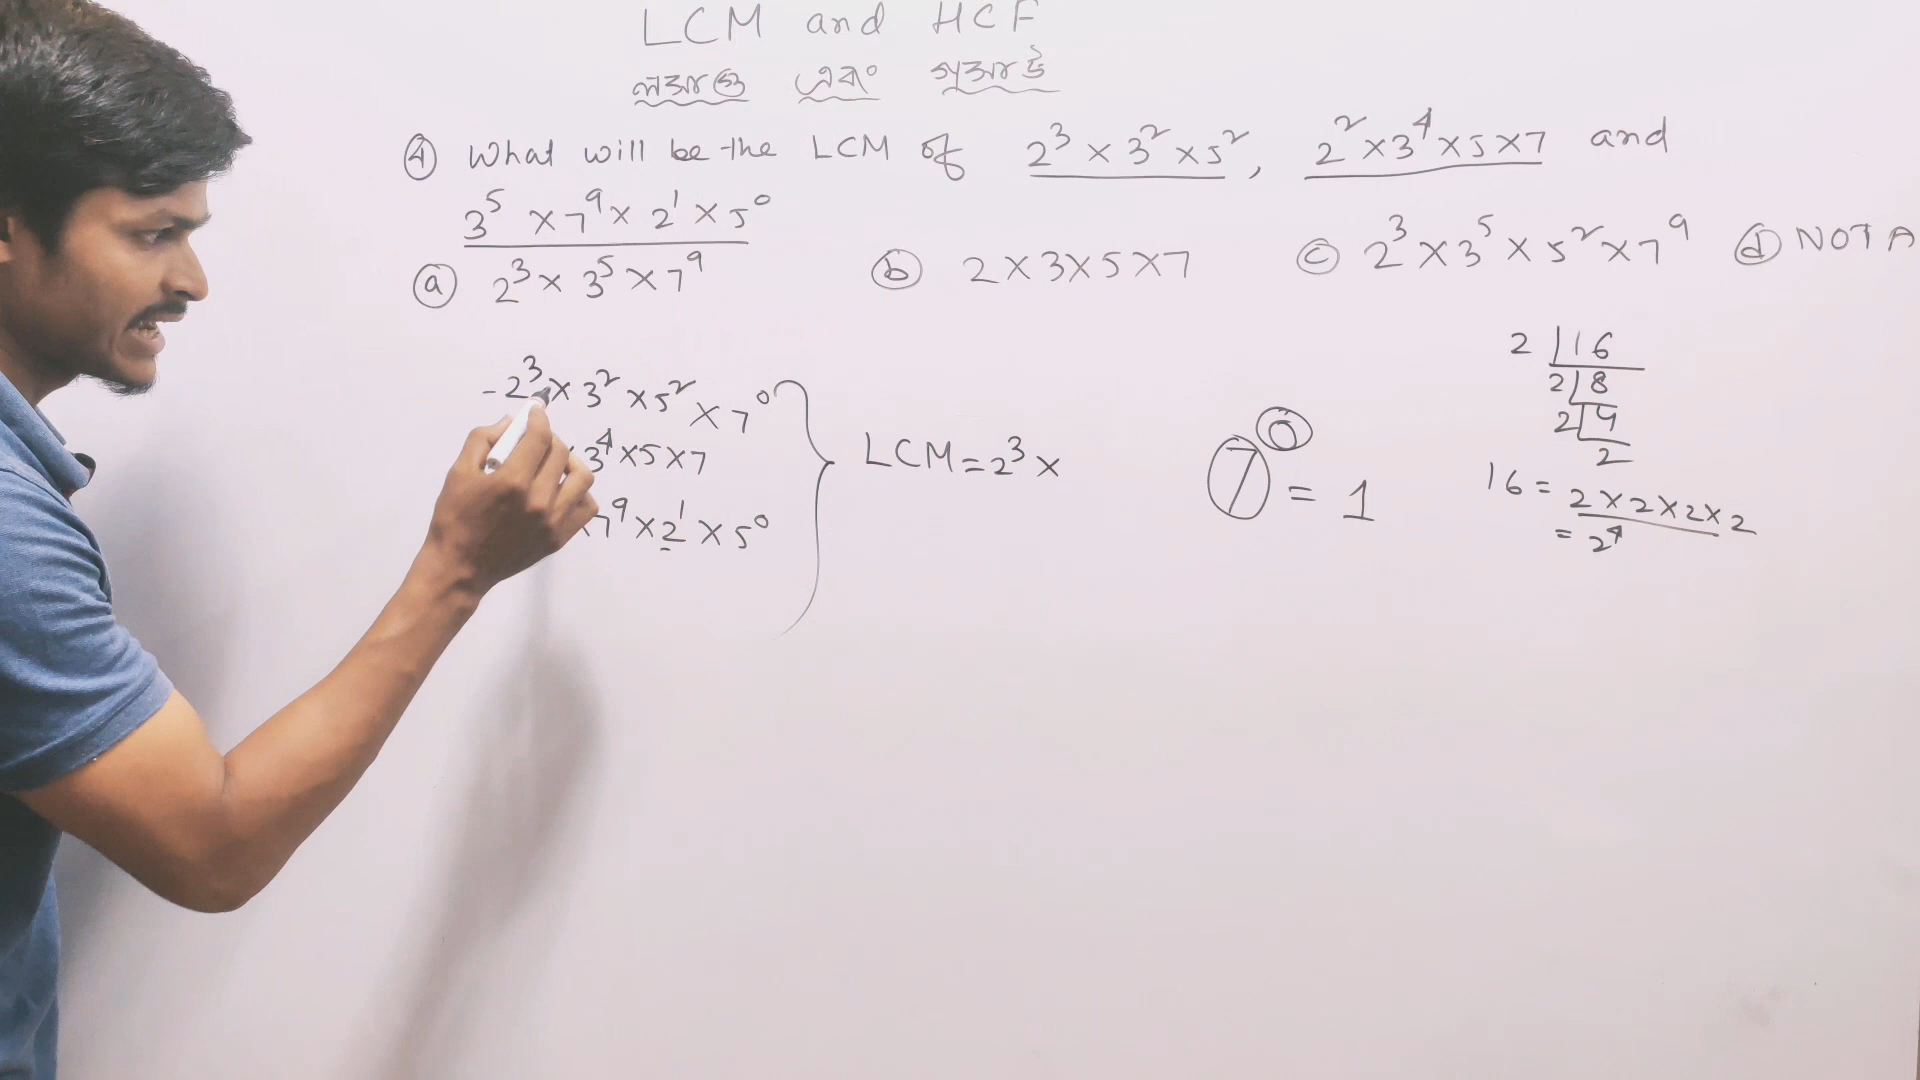 LCM and HCF
লসাগু এবং গসাগু
④ What will be the LCM of 2³ × 3² × 5², 2² × 3⁴ × 5 × 7 and
3⁵ × 7⁹ × 2¹ × 5⁰
ⓐ 2³ × 3⁵ × 7⁹ ⓑ 2 × 3 × 5 × 7 ⓒ 2³ × 3⁵ × 5² × 7⁹ ⓓ NOTA
- 2³ × 3² × 5² × 7⁰
3⁴ × 5 × 7
× 7⁹ × 2¹ × 5⁰
LCM = 2³ ×
7⁰ = 1
2 | 16
2 | 8
2 | 4
2
16 = 2 × 2 × 2 × 2
= 2⁴